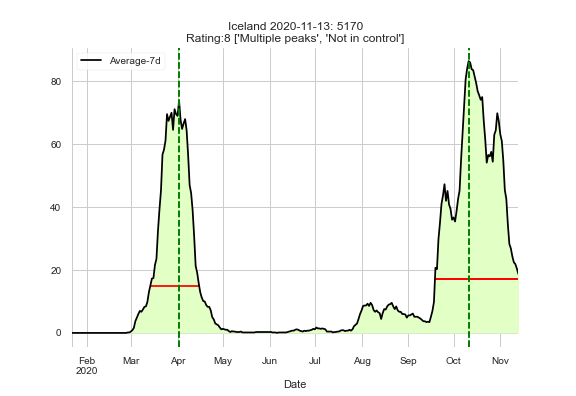 Iceland 2020-11-13: 5170
Rating:8 ['Multiple peaks', 'Not in control']
Average-7d
80
60
40
20
0
Feb Mar Apr May Jun Jul Aug Sep Oct Nov
2020
Date